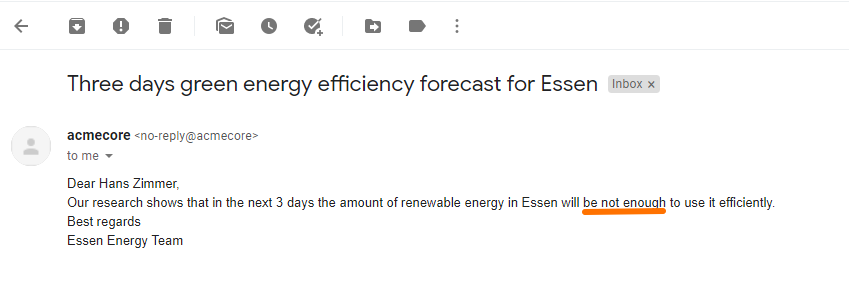 Three days green energy efficiency forecast for Essen Inbox x
acmecore <no-reply@acmecore>
to me
Dear Hans Zimmer,
Our research shows that in the next 3 days the amount of renewable energy in Essen will be not enough to use it efficiently.
Best regards
Essen Energy Team